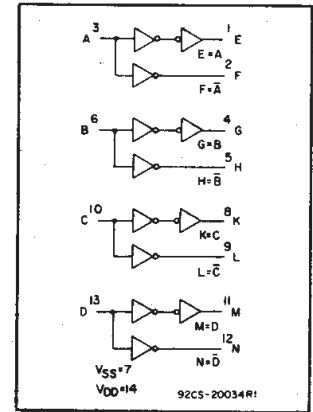 3 1
A E
E=A
2
F
F=A̅
6 4
B G
G=B
5
H
H=B̅
10 8
C K
K=C
9
L
L=C̅
13 11
D M
M=D
12
N
N=D̅
VSS=7
VDD=14
92CS-20034R1